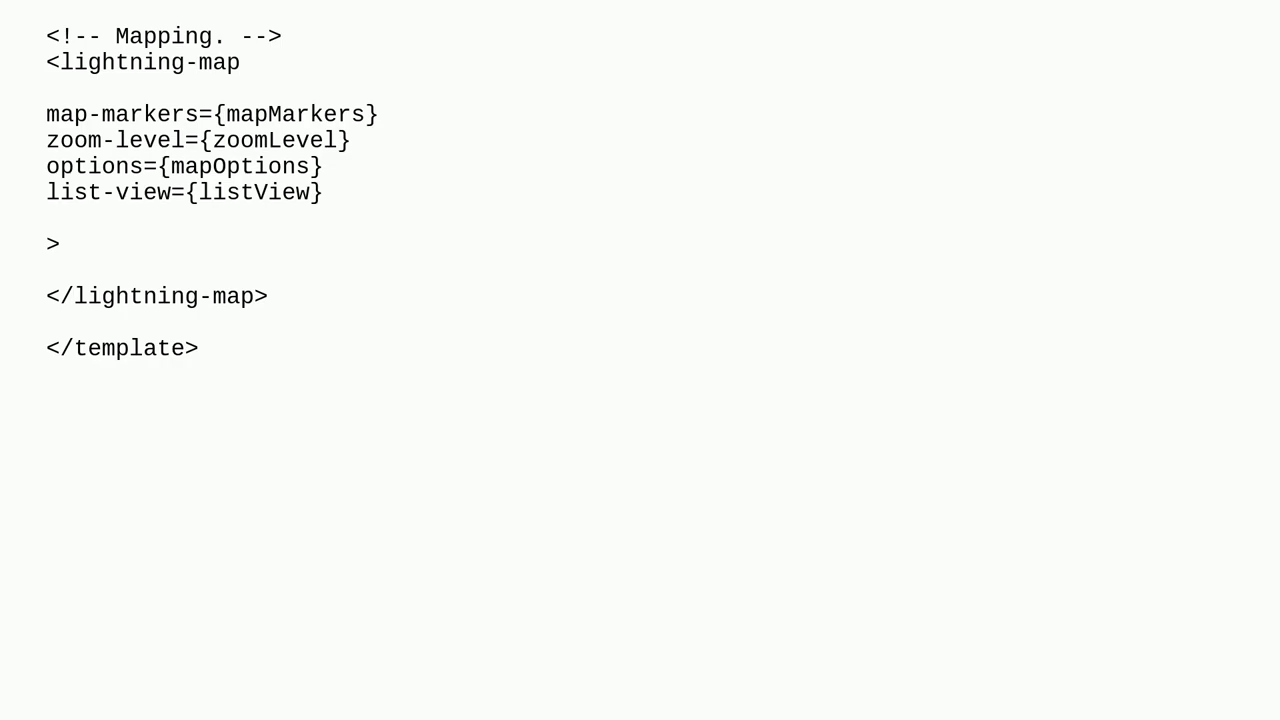 <!-- Mapping. -->
<lightning-map
map-markers={mapMarkers}
zoom-level={zoomLevel}
options={mapOptions}
list-view={listView}
>
</lightning-map>
</template>